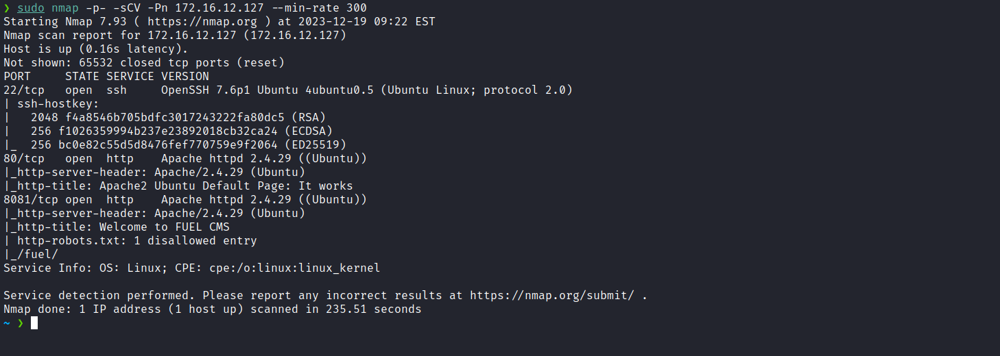 ❯ sudo nmap -p- -sCV -Pn 172.16.12.127 --min-rate 300
Starting Nmap 7.93 ( https://nmap.org ) at 2023-12-19 09:22 EST
Nmap scan report for 172.16.12.127 (172.16.12.127)
Host is up (0.16s latency).
Not shown: 65532 closed tcp ports (reset)
PORT     STATE SERVICE VERSION
22/tcp   open  ssh     OpenSSH 7.6p1 Ubuntu 4ubuntu0.5 (Ubuntu Linux; protocol 2.0)
| ssh-hostkey:
|   2048 f4a8546b705bdfc3017243222fa80dc5 (RSA)
|   256 f1026359994b237e23892018cb32ca24 (ECDSA)
|_  256 bc0e82c55d5d8476fef770759e9f2064 (ED25519)
80/tcp   open  http    Apache httpd 2.4.29 ((Ubuntu))
|_http-server-header: Apache/2.4.29 (Ubuntu)
|_http-title: Apache2 Ubuntu Default Page: It works
8081/tcp open  http    Apache httpd 2.4.29 ((Ubuntu))
|_http-server-header: Apache/2.4.29 (Ubuntu)
|_http-title: Welcome to FUEL CMS
| http-robots.txt: 1 disallowed entry
|_/fuel/
Service Info: OS: Linux; CPE: cpe:/o:linux:linux_kernel

Service detection performed. Please report any incorrect results at https://nmap.org/submit/ .
Nmap done: 1 IP address (1 host up) scanned in 235.51 seconds
~ ❯